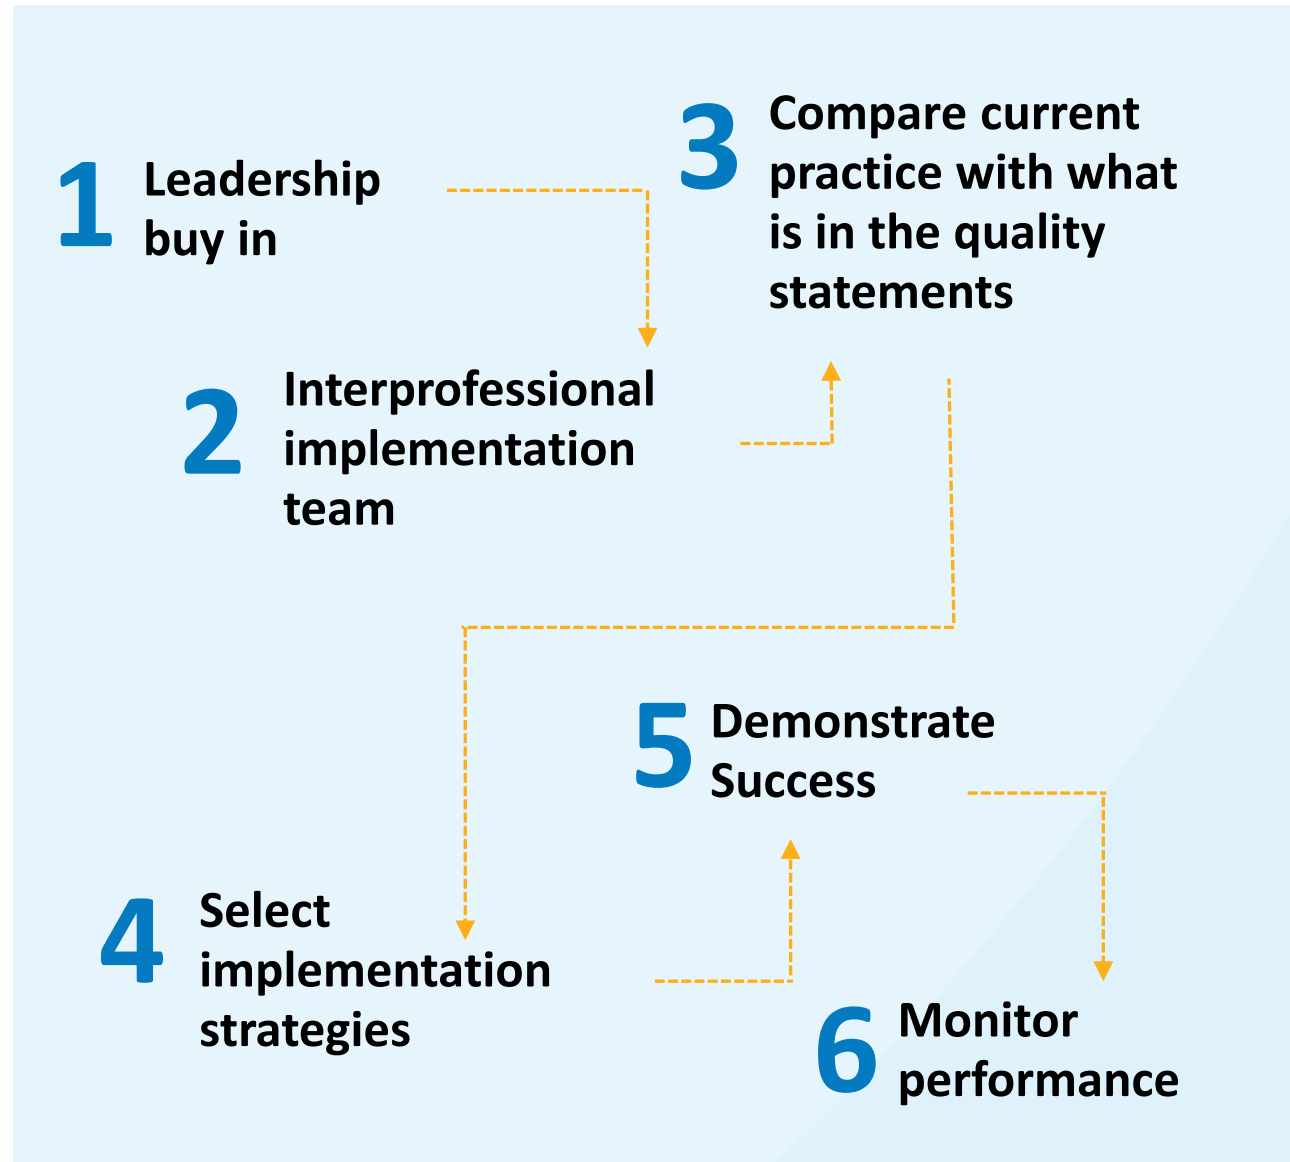 1 Leadership
buy in
2 Interprofessional
implementation
team
3 Compare current
practice with what
is in the quality
statements
4 Select
implementation
strategies
5 Demonstrate
Success
6 Monitor
performance